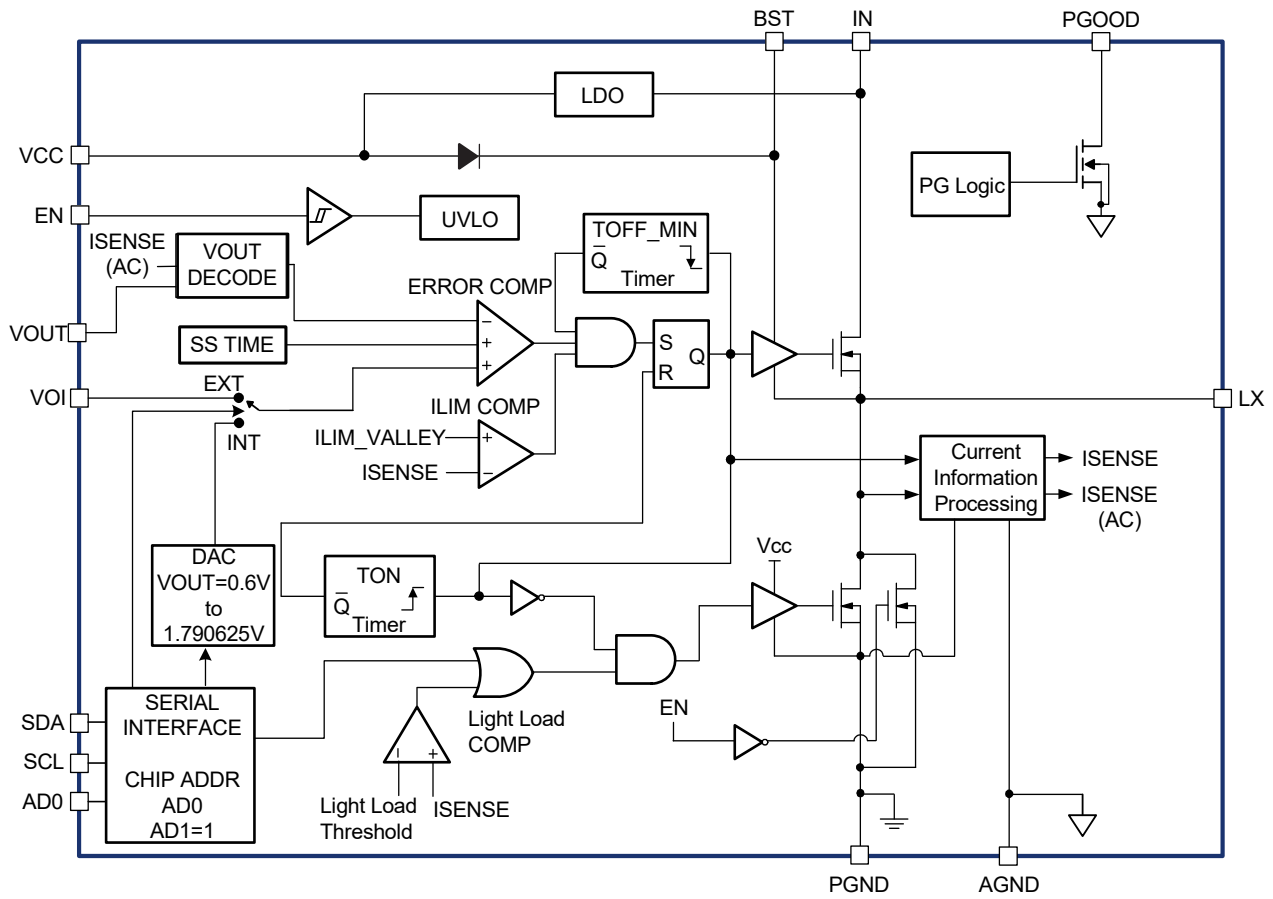 BST
IN
PGOOD
LDO
VCC
PG Logic
EN
UVLO
ISENSE
(AC)
VOUT
DECODE
TOFF_MIN
Q̅
Timer
ERROR COMP
VOUT
SS TIME
−
+
+
S
R
Q
VOI
EXT
INT
LX
ILIM COMP
ILIM_VALLEY
+
ISENSE
−
Current
Information
Processing
ISENSE
ISENSE
(AC)
DAC
VOUT=0.6V
to
1.790625V
TON
Q̅
Timer
Vcc
SDA
SCL
AD0
SERIAL
INTERFACE
CHIP ADDR
AD0
AD1=1
Light Load
COMP
EN
−
+
Light Load
Threshold
ISENSE
PGND
AGND